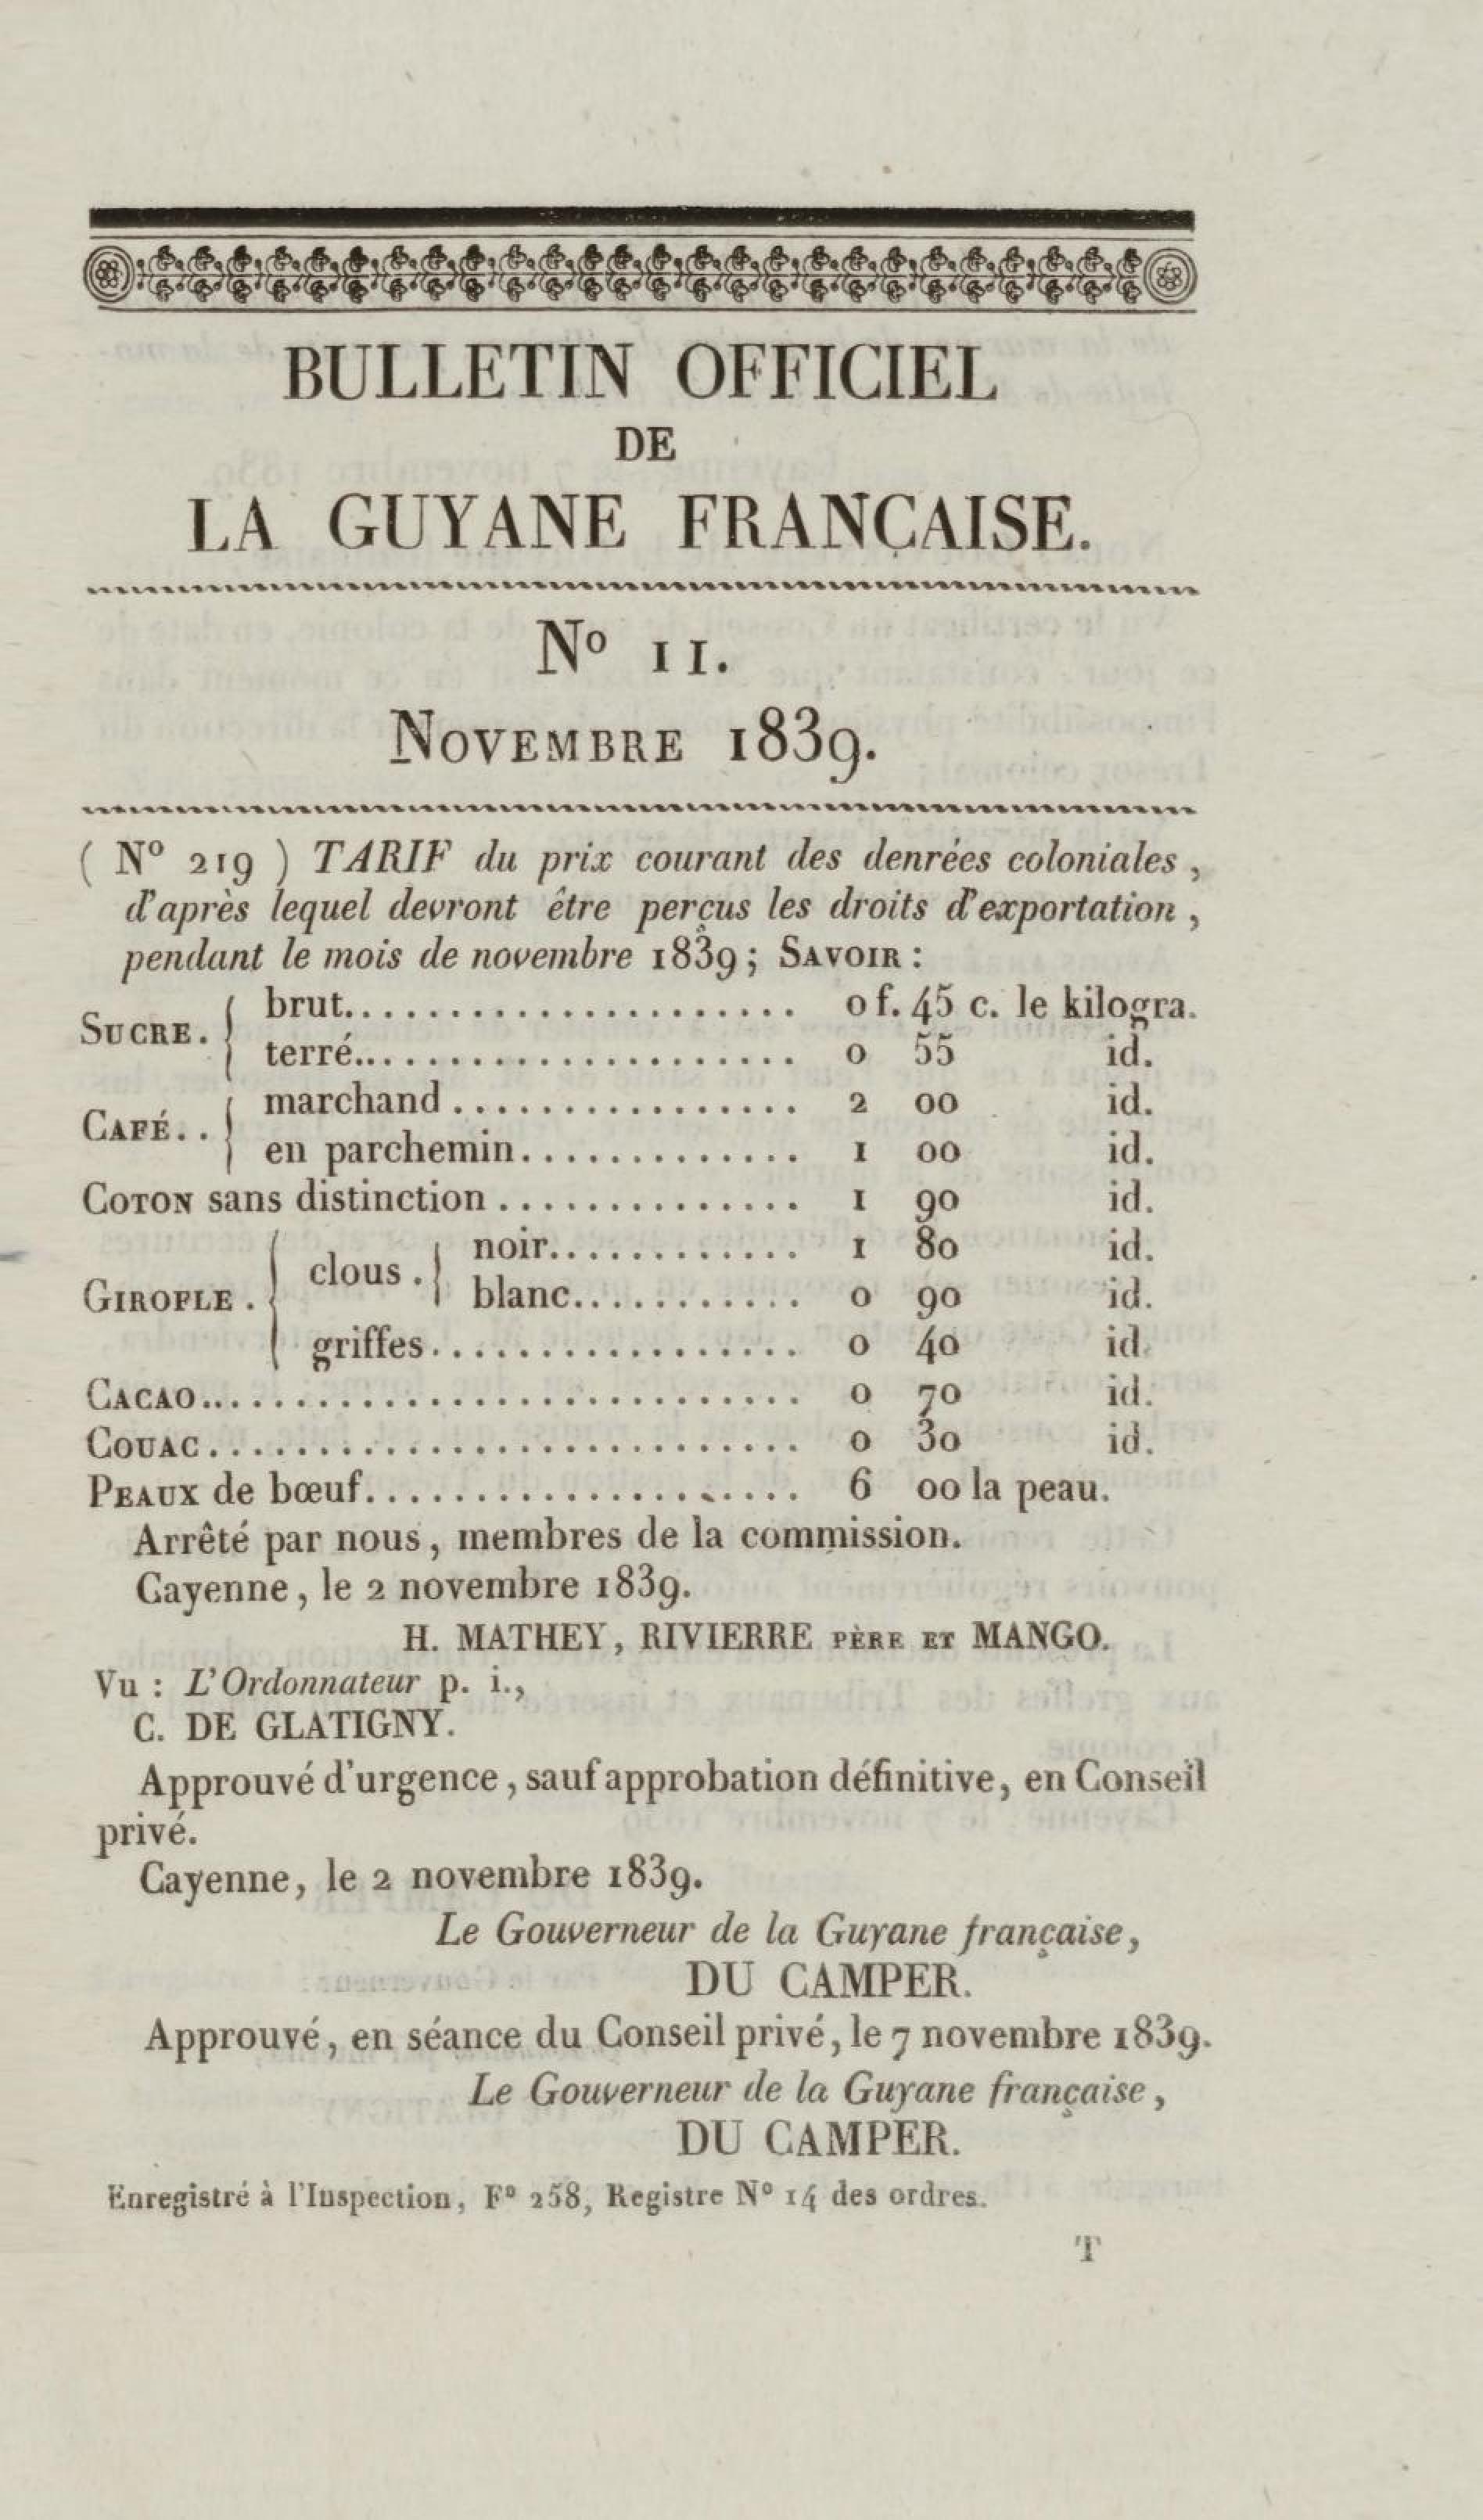 BULLETIN OFFICIEL
DE
LA GUYANE FRANÇAISE.
Nº 11.
NOVEMBRE 1839.
( Nº 219 ) TARIF du prix courant des denrées coloniales ,
d'après lequel devront être perçus les droits d'exportation ,
pendant le mois de novembre 1839 ; SAVOIR :
SUCRE. { brut..................... 0 f. 45 c. le kilogra.
terré..................... 0 55 id.
CAFÉ. . { marchand ................ 2 00 id.
en parchemin............. 1 00 id.
COTON sans distinction .............. 1 90 id.
GIROFLE . { clous . { noir............ 1 80 id.
blanc........... 0 90 id.
griffes................. 0 40 id.
CACAO............................ 0 70 id.
COUAC........................... 0 30 id.
PEAUX de bœuf.................... 6 00 la peau.
Arrêté par nous, membres de la commission.
Cayenne, le 2 novembre 1839.
H. MATHEY, RIVIERRE PÈRE ET MANGO.
Vu : L'Ordonnateur p. i.,
C. DE GLATIGNY.
Approuvé d'urgence, sauf approbation définitive, en Conseil
privé.
Cayenne, le 2 novembre 1839.
Le Gouverneur de la Guyane française,
DU CAMPER.
Approuvé, en séance du Conseil privé, le 7 novembre 1839.
Le Gouverneur de la Guyane française,
DU CAMPER.
Enregistré à l'Inspection, Fº 258, Registre Nº 14 des ordres.
T